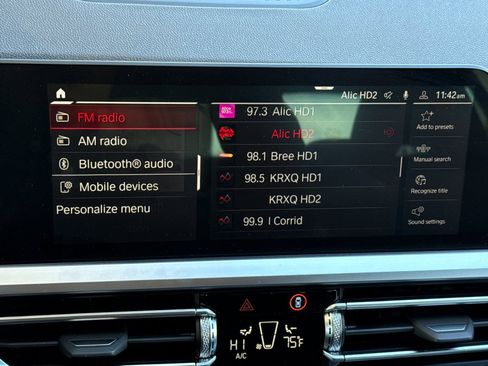 Alic HD2 11:42am
FM radio
AM radio
Bluetooth® audio
Mobile devices
Personalize menu
97.3 Alic HD1
Alic HD2 HD
98.1 Bree HD1
98.5 KRXQ HD1
KRXQ HD2
99.9 I Corrid
Add to presets
Manual search
Recognize title
Sound settings
HI
A/C
75°F